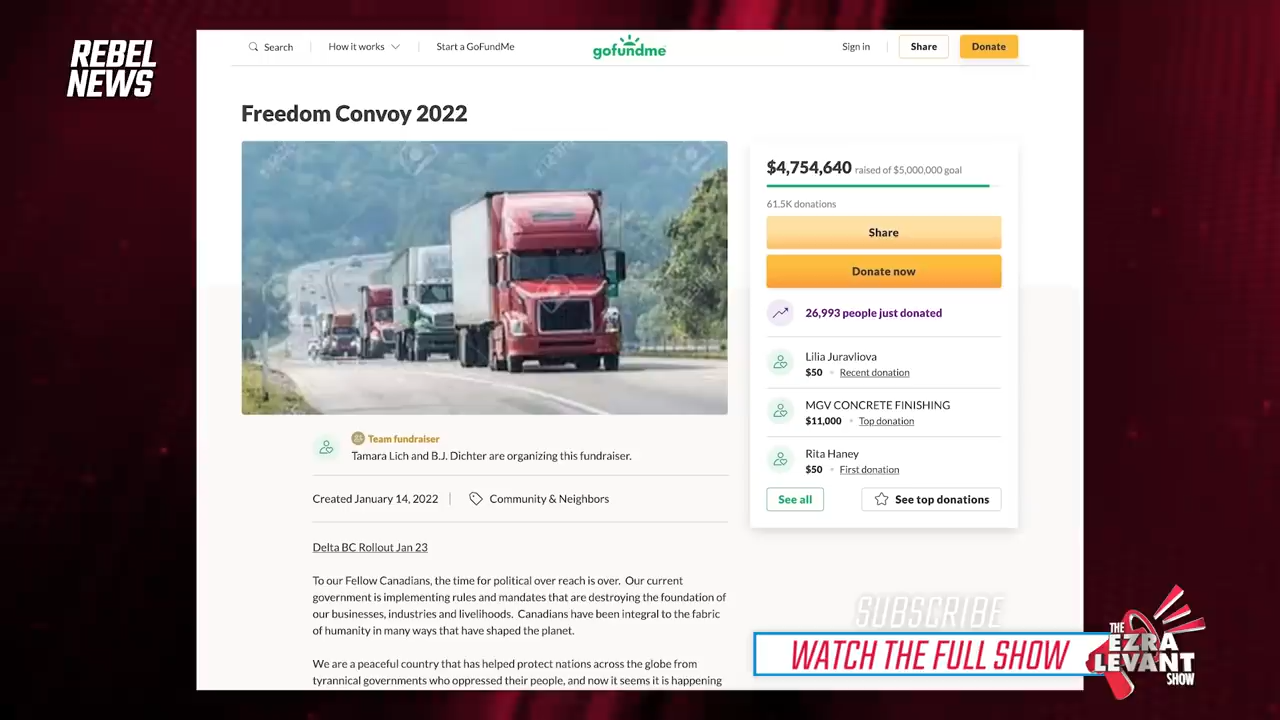 REBEL
NEWS
Search
How it works
Start a GoFundMe
gofundme
Sign in
Share
Donate
Freedom Convoy 2022
$4,754,640 raised of $5,000,000 goal
61.5K donations
Share
Donate now
26,993 people just donated
Lilia Juravliova
$50 • Recent donation
MGV CONCRETE FINISHING
$11,000 • Top donation
Rita Haney
$50 • First donation
See all
See top donations
Team fundraiser
Tamara Lich and B.J. Dichter are organizing this fundraiser.
Created January 14, 2022
Community & Neighbors
Delta BC Rollout Jan 23
To our Fellow Canadians, the time for political over reach is over. Our current
government is implementing rules and mandates that are destroying the foundation of
our businesses, industries and livelihoods. Canadians have been integral to the fabric
of humanity in many ways that have shaped the planet.
We are a peaceful country that has helped protect nations across the globe from
tyrannical governments who oppressed their people, and now it seems it is happening
SUBSCRIBE
WATCH THE FULL SHOW
THE
EZRA
LEVANT
SHOW